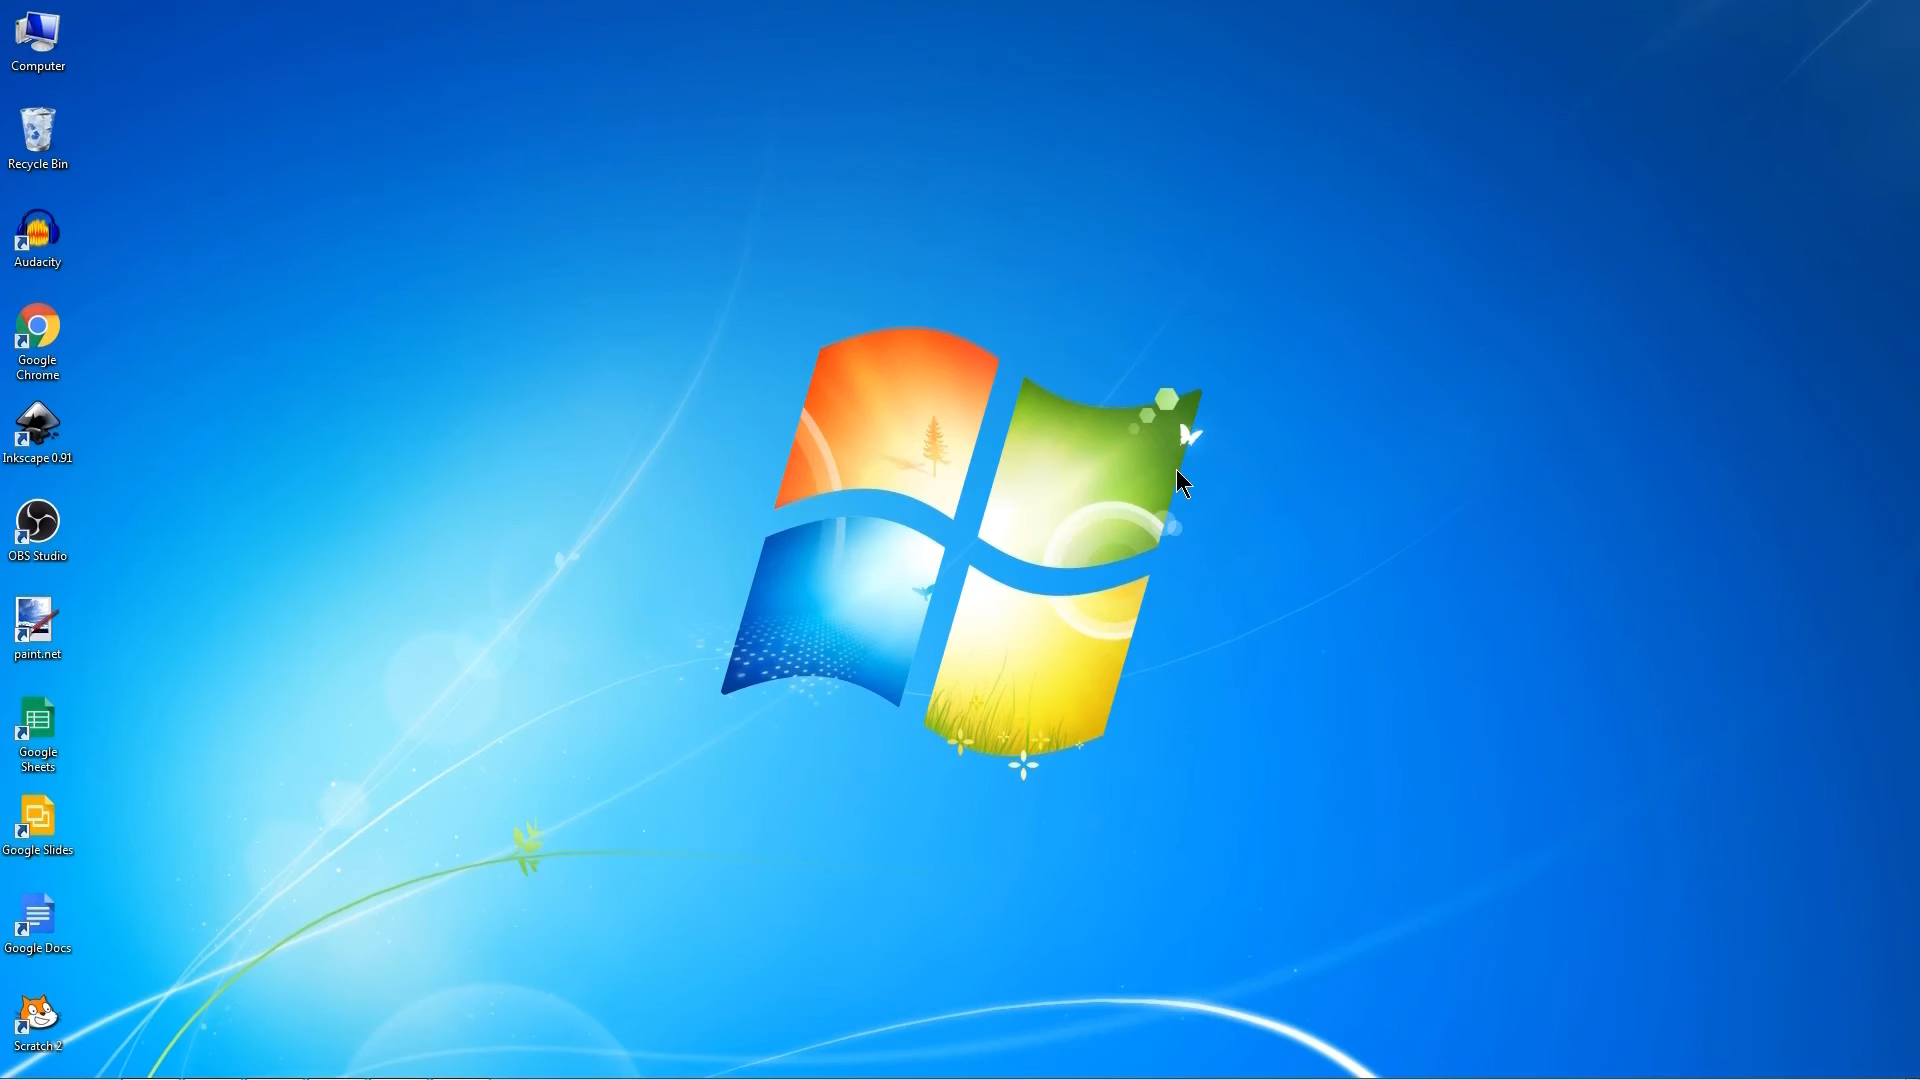 Computer
Recycle Bin
Audacity
Google
Chrome
Inkscape 0.91
OBS Studio
paint.net
Google
Sheets
Google Slides
Google Docs
Scratch 2